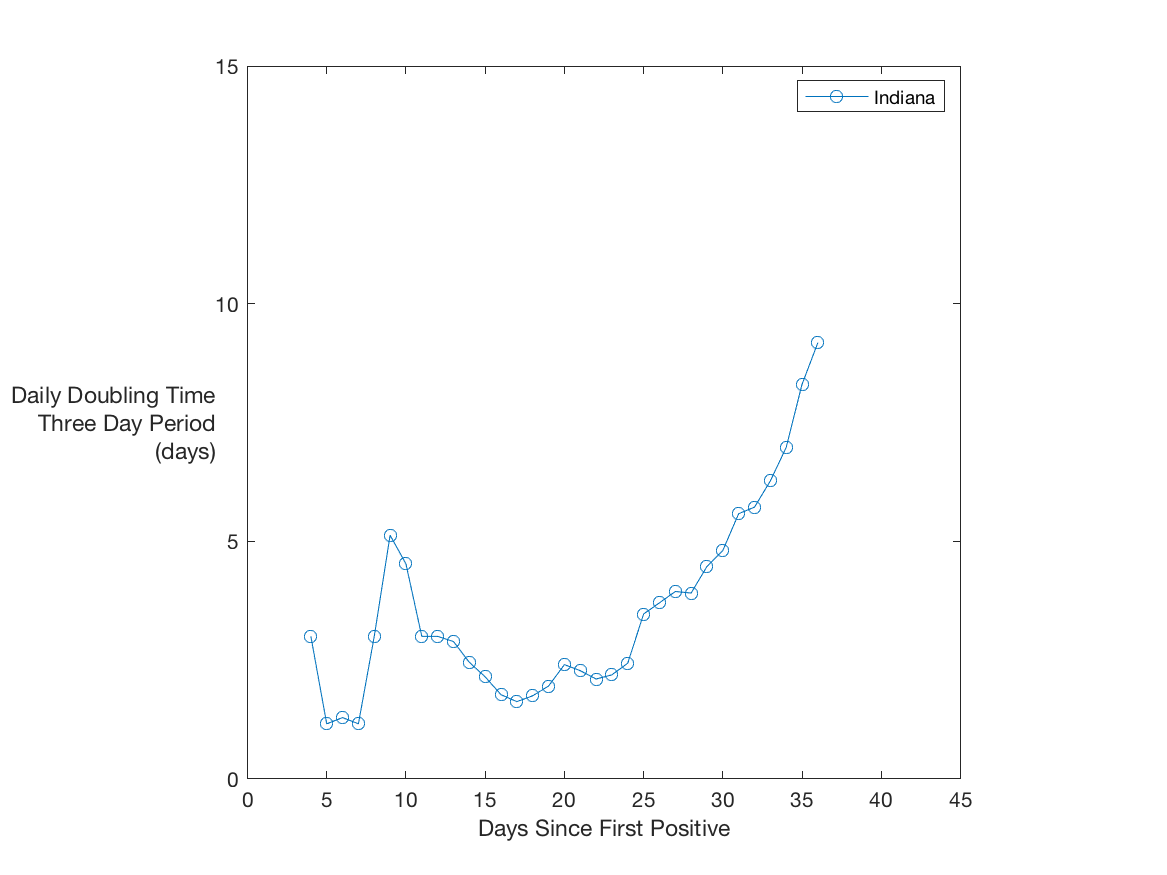 15
Indiana
10
Daily Doubling Time
Three Day Period
(days)
5
0
0 5 10 15 20 25 30 35 40 45
Days Since First Positive